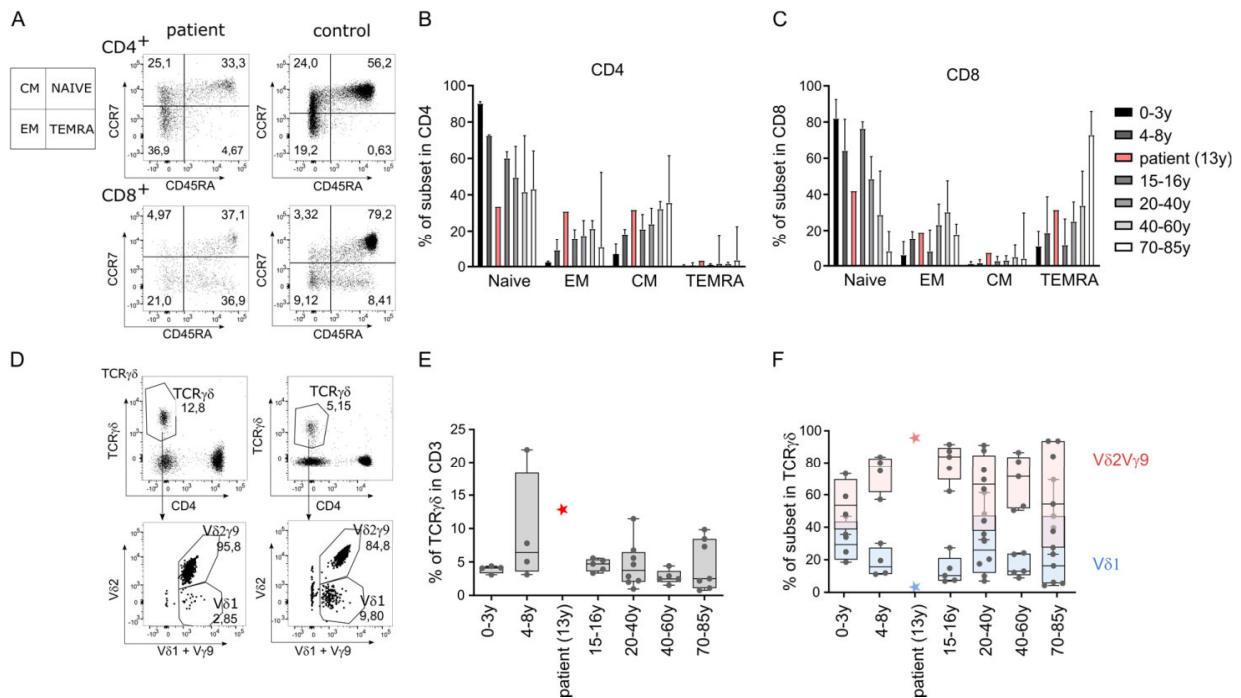 A
patient
control
CD4+
CM NAIVE
EM TEMRA
25,1 33,3
36,9 4,67
24,0 56,2
19,2 0,63
CCR7
CD45RA
CCR7
CD45RA
CD8+
4,97 37,1
21,0 36,9
3,32 79,2
9,12 8,41
CCR7
CD45RA
CCR7
CD45RA
B
CD4
% of subset in CD4
100
80
60
40
20
0
Naive EM CM TEMRA
C
CD8
% of subset in CD8
100
80
60
40
20
0
Naive EM CM TEMRA
0-3y
4-8y
patient (13y)
15-16y
20-40y
40-60y
70-85y
D
TCRγδ
TCRγδ
12,8
TCRγδ
CD4
TCRγδ
5,15
TCRγδ
CD4
Vδ2γ9
95,8
Vδ1
2,85
Vδ2
Vδ1 + Vγ9
Vδ2γ9
84,8
Vδ1
9,80
Vδ2
Vδ1 + Vγ9
E
% of TCRγδ in CD3
25
20
15
10
5
0
0-3y
4-8y
patient (13y)
15-16y
20-40y
40-60y
70-85y
F
% of subset in TCRγδ
100
80
60
40
20
0
0-3y
4-8y
patient (13y)
15-16y
20-40y
40-60y
70-85y
Vδ2Vγ9
Vδ1